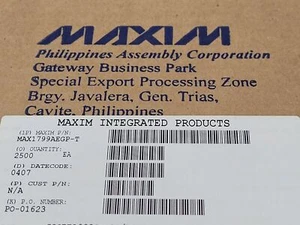 MAXIM
Philippines Assembly Corporation
Gateway Business Park
Special Export Processing Zone
Brgy. Javalera, Gen. Trias,
Cavite, Philippines
MAXIM INTEGRATED PRODUCTS
(1P) MAXIM P/N:
MAX1799AEGP-T
(Q) QUANTITY:
2500 EA
(D) DATECODE:
0407
(P) CUST P/N:
N/A
(K) P.O. NUMBER:
PO-01623